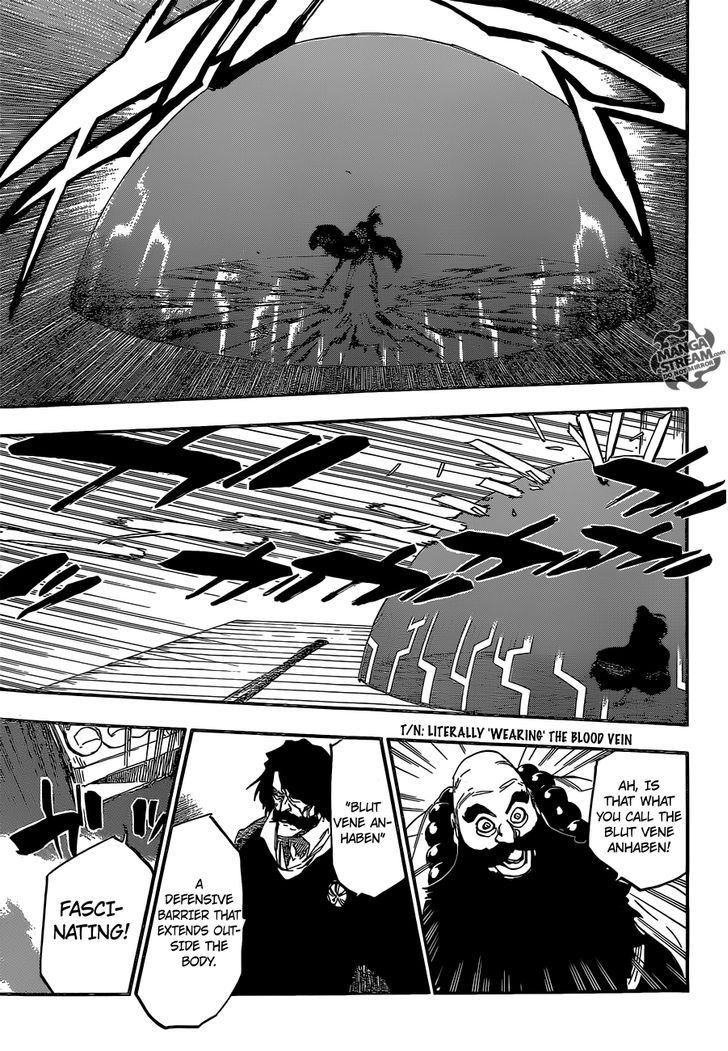 MANGA
STREAM.
T/N: LITERALLY 'WEARING' THE BLOOD VEIN
AH, IS
THAT WHAT
YOU CALL THE
BLUT VENE
ANHABEN!
"BLUT
VENE AN-
HABEN"
A
DEFENSIVE
BARRIER THAT
EXTENDS OUT-
SIDE THE
BODY.
FASCI-
NATING!